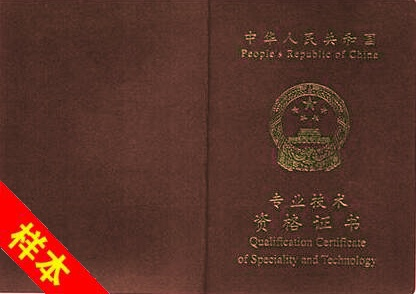 中华人民共和国
People's Republic of China
专业技术
资格证书
Qualification Certificate
of Speciality and Technology
样本